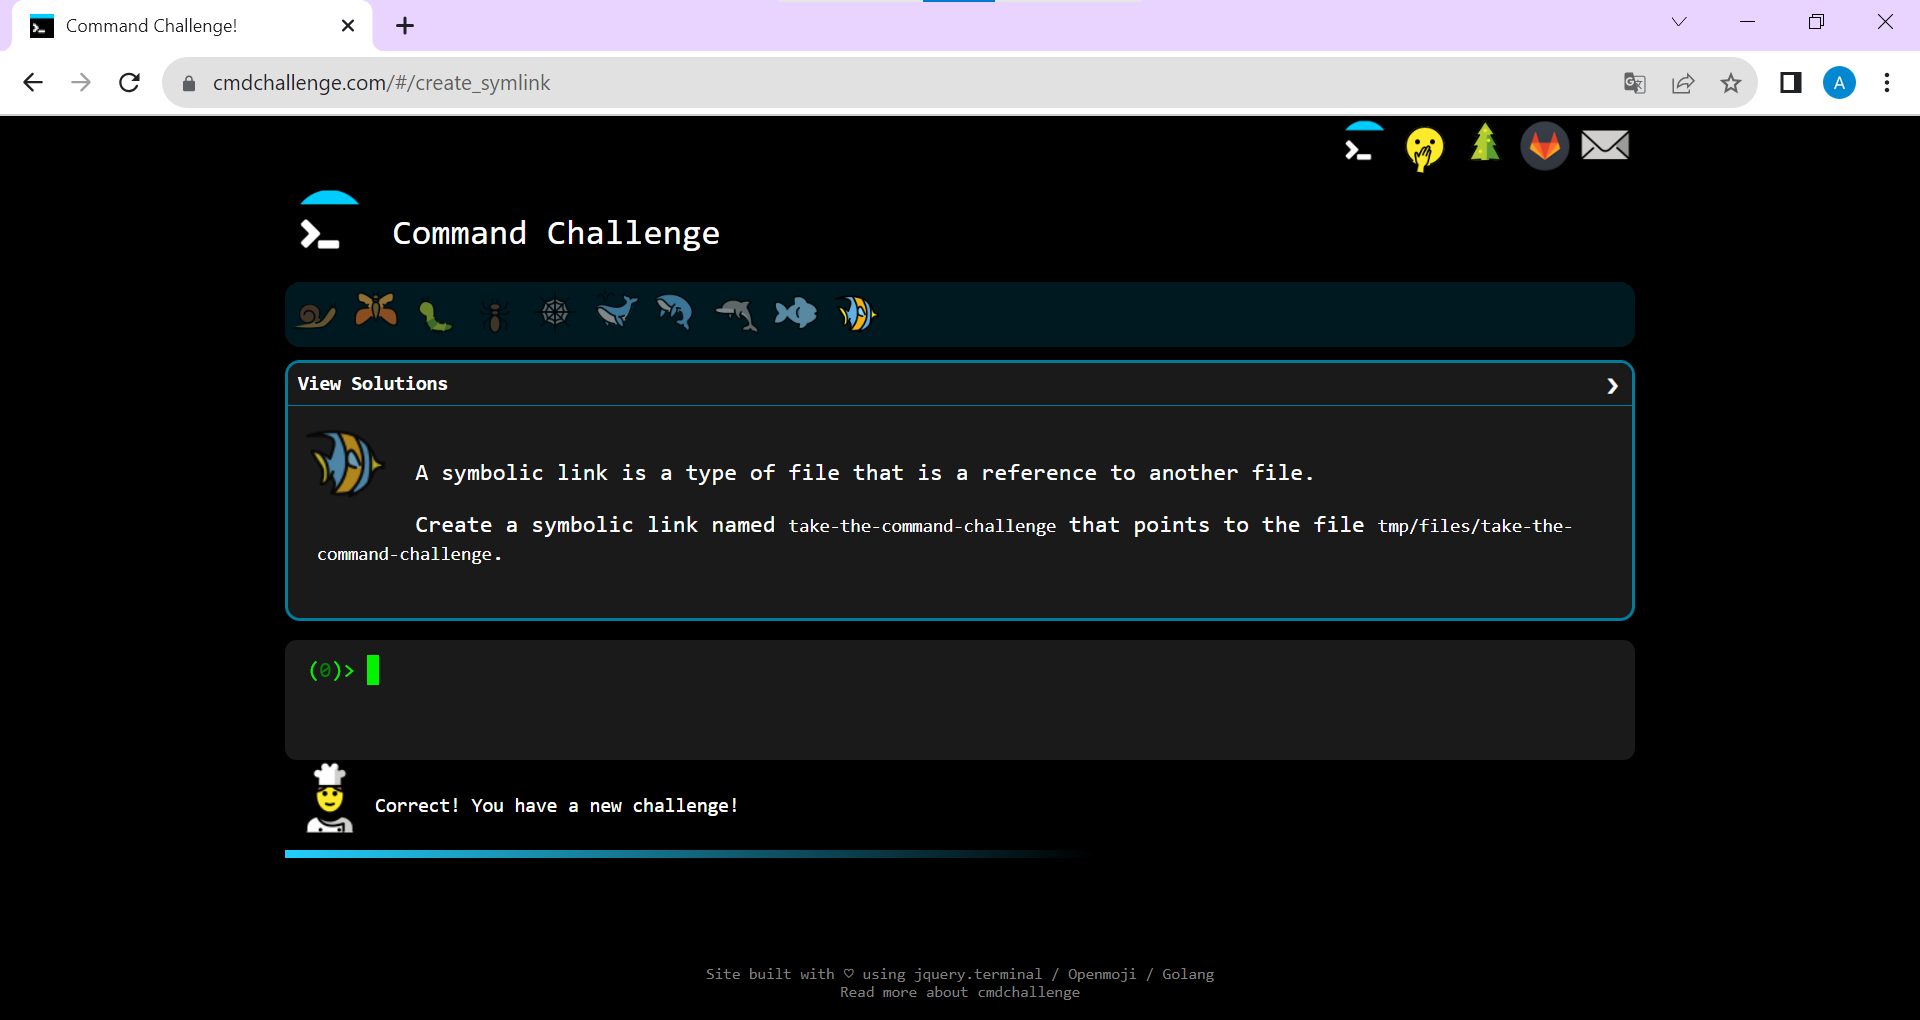 Command Challenge!
cmdchallenge.com/#/create_symlink
A
Command Challenge
View Solutions
A symbolic link is a type of file that is a reference to another file.
Create a symbolic link named take-the-command-challenge that points to the file tmp/files/take-the-
command-challenge.
(0)>
Correct! You have a new challenge!
Site built with ♡ using jquery.terminal / Openmoji / Golang
Read more about cmdchallenge